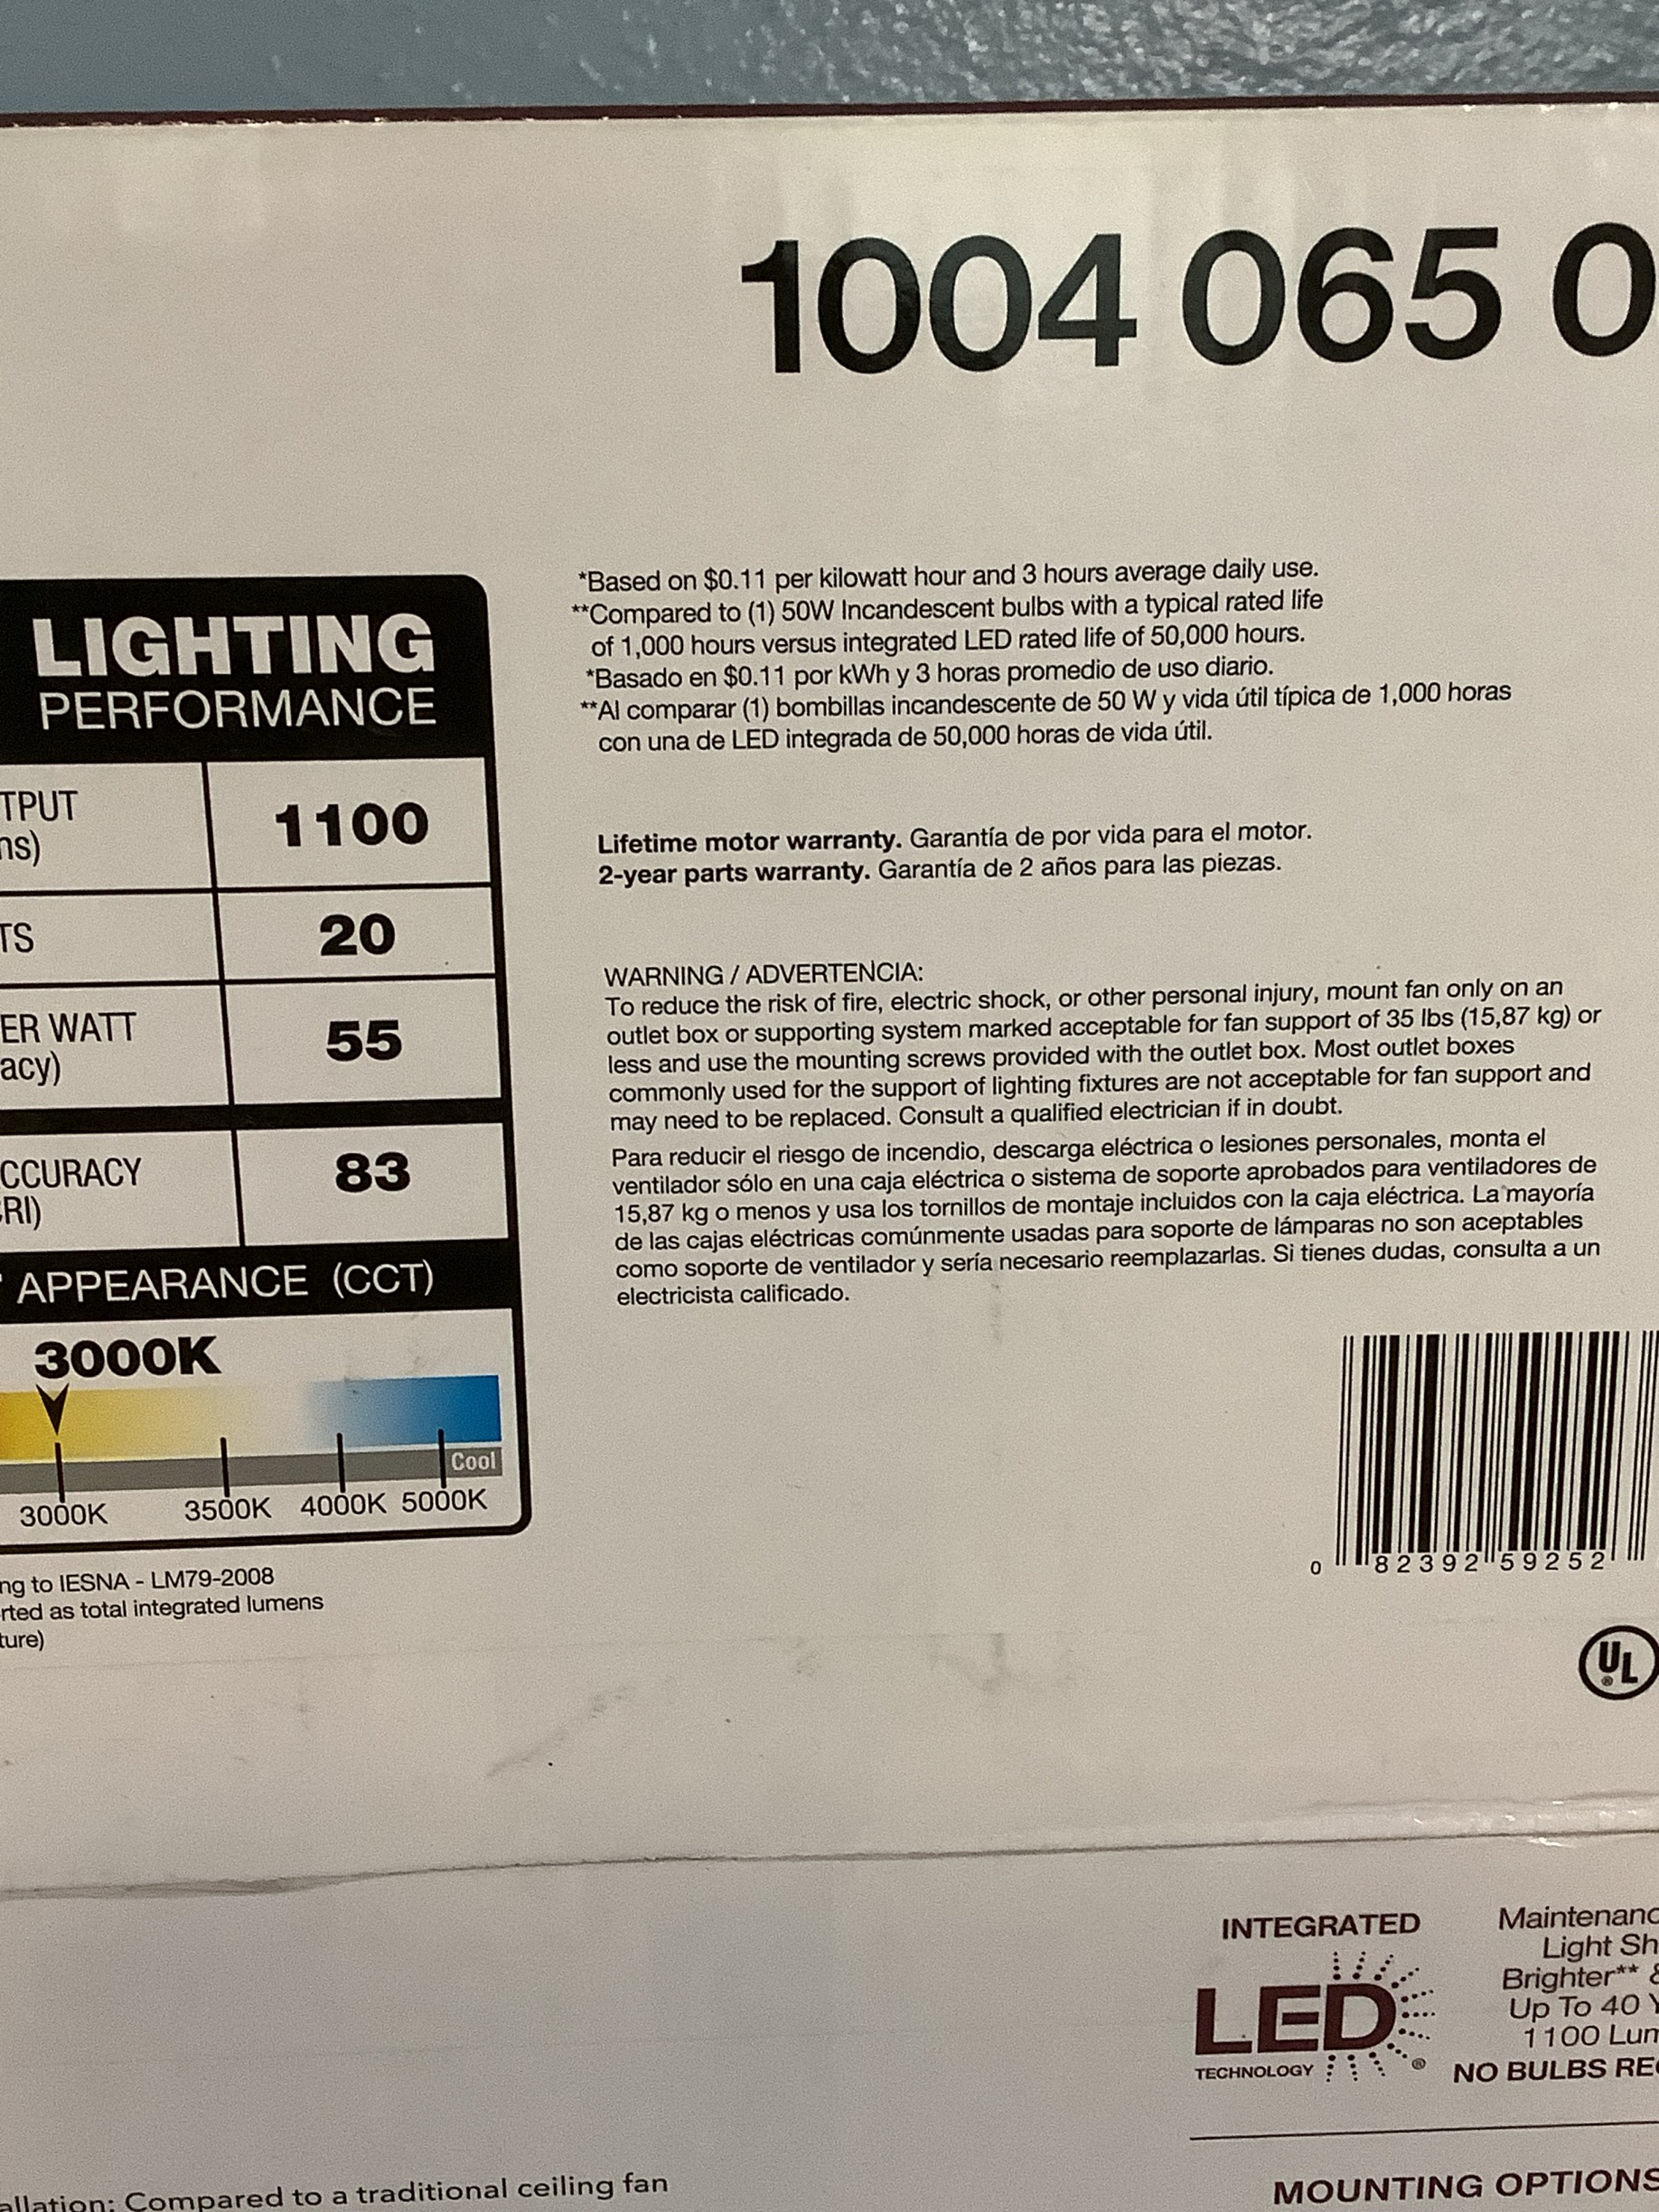 1004 065 0
LIGHTING
PERFORMANCE
TPUT
ns)
1100
TS
20
ER WATT
acy)
55
CCURACY
CRI)
83
APPEARANCE (CCT)
3000K
Cool
3000K 3500K 4000K 5000K
ng to IESNA - LM79-2008
rted as total integrated lumens
ture)
*Based on $0.11 per kilowatt hour and 3 hours average daily use.
**Compared to (1) 50W Incandescent bulbs with a typical rated life
of 1,000 hours versus integrated LED rated life of 50,000 hours.
*Basado en $0.11 por kWh y 3 horas promedio de uso diario.
**Al comparar (1) bombillas incandescente de 50 W y vida útil típica de 1,000 horas
con una de LED integrada de 50,000 horas de vida útil.
Lifetime motor warranty. Garantía de por vida para el motor.
2-year parts warranty. Garantía de 2 años para las piezas.
WARNING / ADVERTENCIA:
To reduce the risk of fire, electric shock, or other personal injury, mount fan only on an
outlet box or supporting system marked acceptable for fan support of 35 lbs (15,87 kg) or
less and use the mounting screws provided with the outlet box. Most outlet boxes
commonly used for the support of lighting fixtures are not acceptable for fan support and
may need to be replaced. Consult a qualified electrician if in doubt.
Para reducir el riesgo de incendio, descarga eléctrica o lesiones personales, monta el
ventilador sólo en una caja eléctrica o sistema de soporte aprobados para ventiladores de
15,87 kg o menos y usa los tornillos de montaje incluidos con la caja eléctrica. La mayoría
de las cajas eléctricas comúnmente usadas para soporte de lámparas no son aceptables
como soporte de ventilador y sería necesario reemplazarlas. Si tienes dudas, consulta a un
electricista calificado.
0 82392 59252
UL
®
INTEGRATED
LED
TECHNOLOGY ®
Maintenanc
Light Sh
Brighter** &
Up To 40 Y
1100 Lum
NO BULBS REQ
MOUNTING OPTIONS
allation: Compared to a traditional ceiling fan